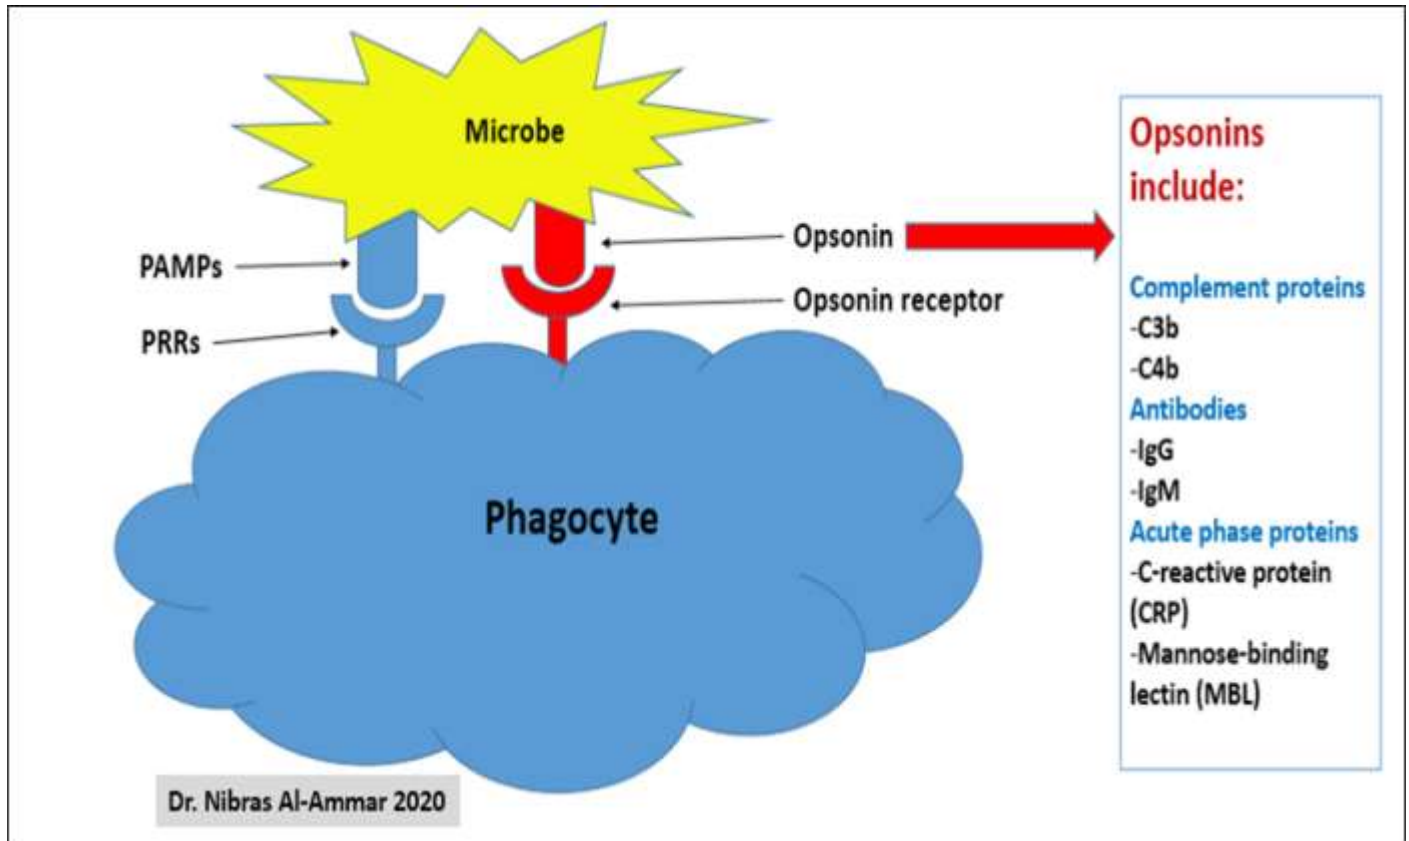 Microbe
PAMPs
PRRs
Opsonin
Opsonin receptor
Phagocyte
Dr. Nibras Al-Ammar 2020
Opsonins
include:
Complement proteins
-C3b
-C4b
Antibodies
-IgG
-IgM
Acute phase proteins
-C-reactive protein
(CRP)
-Mannose-binding
lectin (MBL)